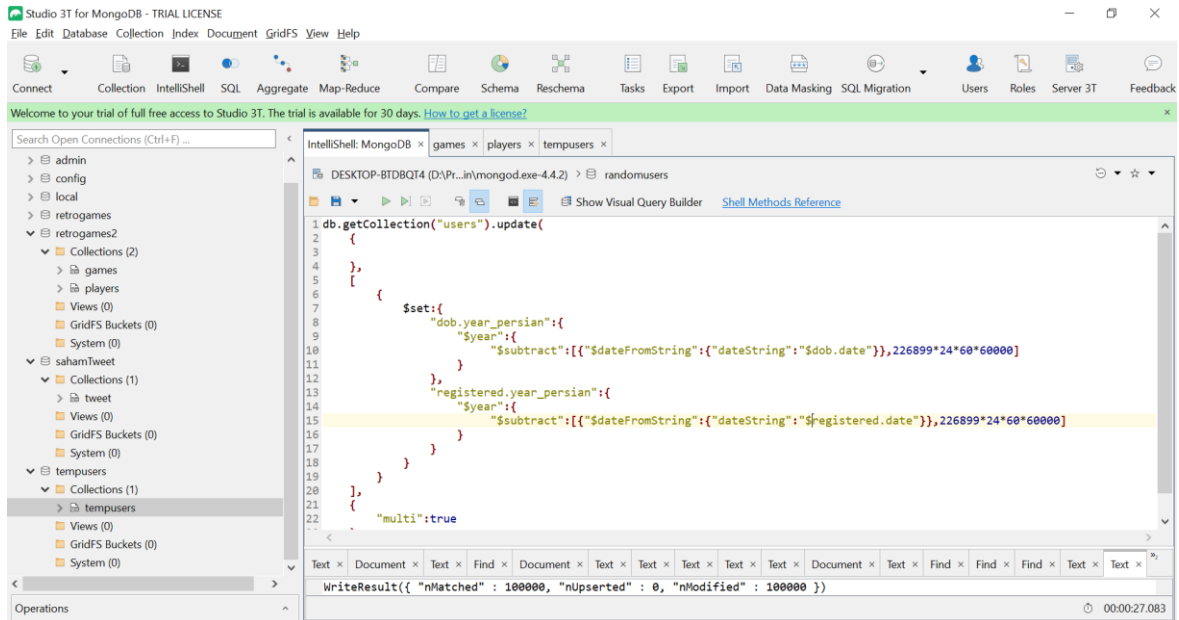 Studio 3T for MongoDB - TRIAL LICENSE
File Edit Database Collection Index Document GridFS View Help
Connect Collection IntelliShell SQL Aggregate Map-Reduce Compare Schema Reschema Tasks Export Import Data Masking SQL Migration Users Roles Server 3T Feedback
Welcome to your trial of full free access to Studio 3T. The trial is available for 30 days. How to get a license?
Search Open Connections (Ctrl+F) ...
admin
config
local
retrogames
retrogames2
Collections (2)
games
players
Views (0)
GridFS Buckets (0)
System (0)
sahamTweet
Collections (1)
tweet
Views (0)
GridFS Buckets (0)
System (0)
tempusers
Collections (1)
tempusers
Views (0)
GridFS Buckets (0)
System (0)
Operations
IntelliShell: MongoDB × games × players × tempusers ×
DESKTOP-BTDBQT4 (D:\Pr...in\mongod.exe-4.4.2) > randomusers
Show Visual Query Builder Shell Methods Reference
1 db.getCollection("users").update(
2 {
3
4 },
5 [
6 {
7 $set:{
8 "dob.year_persian":{
9 "$year":{
10 "$subtract":[{"$dateFromString":{"dateString":"$dob.date"}},226899*24*60*60000]
11 }
12 },
13 "registered.year_persian":{
14 "$year":{
15 "$subtract":[{"$dateFromString":{"dateString":"$registered.date"}},226899*24*60*60000]
16 }
17 }
18 }
19 }
20 ],
21 {
22 "multi":true
Text × Document × Text × Find × Document × Text × Text × Text × Text × Text × Document × Text × Find × Find × Find × Text × Text ×
WriteResult({ "nMatched" : 100000, "nUpserted" : 0, "nModified" : 100000 })
00:00:27.083